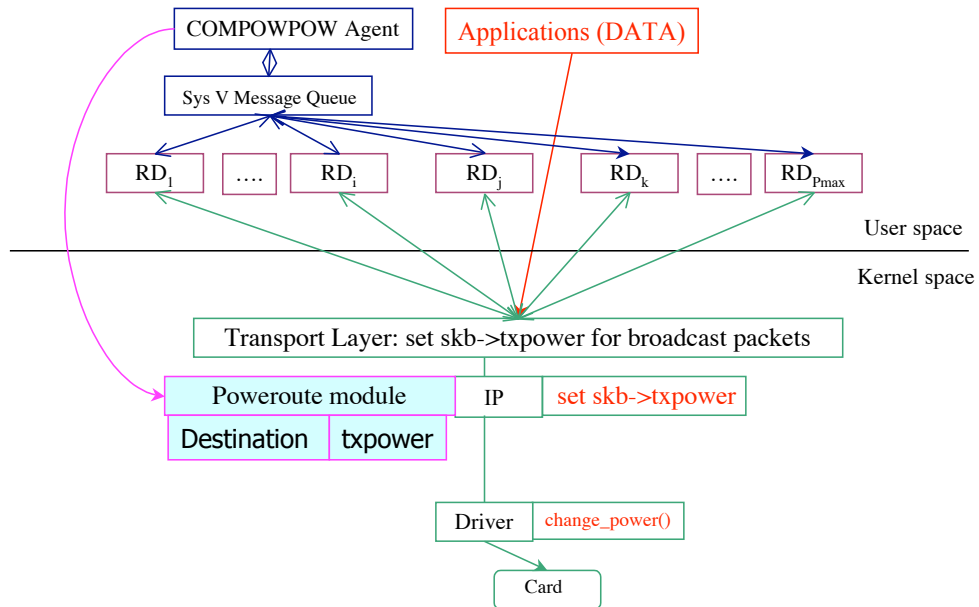 COMPOWPOW Agent
Applications (DATA)
Sys V Message Queue
RD1
....
RDi
RDj
RDk
....
RDPmax
User space
Kernel space
Transport Layer: set skb->txpower for broadcast packets
Poweroute module
IP
set skb->txpower
Destination
txpower
Driver
change_power()
Card